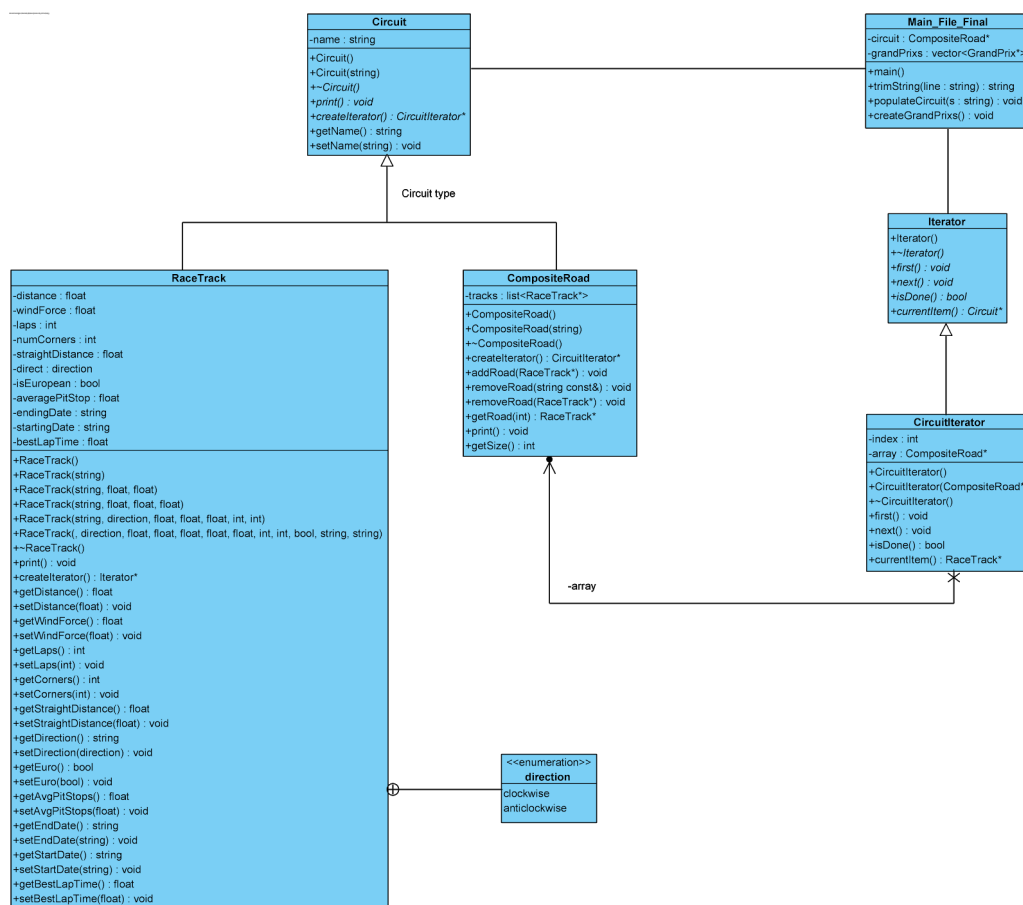 Circuit
-name : string
+Circuit()
+Circuit(string)
+~Circuit()
+print() : void
+createIterator() : CircuitIterator*
+getName() : string
+setName(string) : void
Main_File_Final
-circuit : CompositeRoad*
-grandPrixs : vector<GrandPrix*>
+main()
+trimString(line : string) : string
+populateCircuit(s : string) : void
+createGrandPrixs() : void
Circuit type
Iterator
+Iterator()
+~Iterator()
+first() : void
+next() : void
+isDone() : bool
+currentItem() : Circuit*
RaceTrack
-distance : float
-windForce : float
-laps : int
-numCorners : int
-straightDistance : float
-direct : direction
-isEuropean : bool
-averagePitStop : float
-endingDate : string
-startingDate : string
-bestLapTime : float
+RaceTrack()
+RaceTrack(string)
+RaceTrack(string, float, float)
+RaceTrack(string, float, float, float)
+RaceTrack(string, direction, float, float, float, int, int)
+RaceTrack(, direction, float, float, float, float, float, int, int, bool, string, string)
+~RaceTrack()
+print() : void
+createIterator() : Iterator*
+getDistance() : float
+setDistance(float) : void
+getWindForce() : float
+setWindForce(float) : void
+getLaps() : int
+setLaps(int) : void
+getCorners() : int
+setCorners(int) : void
+getStraightDistance() : float
+setStraightDistance(float) : void
+getDirection() : string
+setDirection(direction) : void
+getEuro() : bool
+setEuro(bool) : void
+getAvgPitStops() : float
+setAvgPitStops(float) : void
+getEndDate() : string
+setEndDate(string) : void
+getStartDate() : string
+setStartDate(string) : void
+getBestLapTime() : float
+setBestLapTime(float) : void
CompositeRoad
-tracks : list<RaceTrack*>
+CompositeRoad()
+CompositeRoad(string)
+~CompositeRoad()
+createIterator() : CircuitIterator*
+addRoad(RaceTrack*) : void
+removeRoad(string const&) : void
+removeRoad(RaceTrack*) : void
+getRoad(int) : RaceTrack*
+print() : void
+getSize() : int
CircuitIterator
-index : int
-array : CompositeRoad*
+CircuitIterator()
+CircuitIterator(CompositeRoad*
+~CircuitIterator()
+first() : void
+next() : void
+isDone() : bool
+currentItem() : RaceTrack*
-array
<<enumeration>>
direction
clockwise
anticlockwise